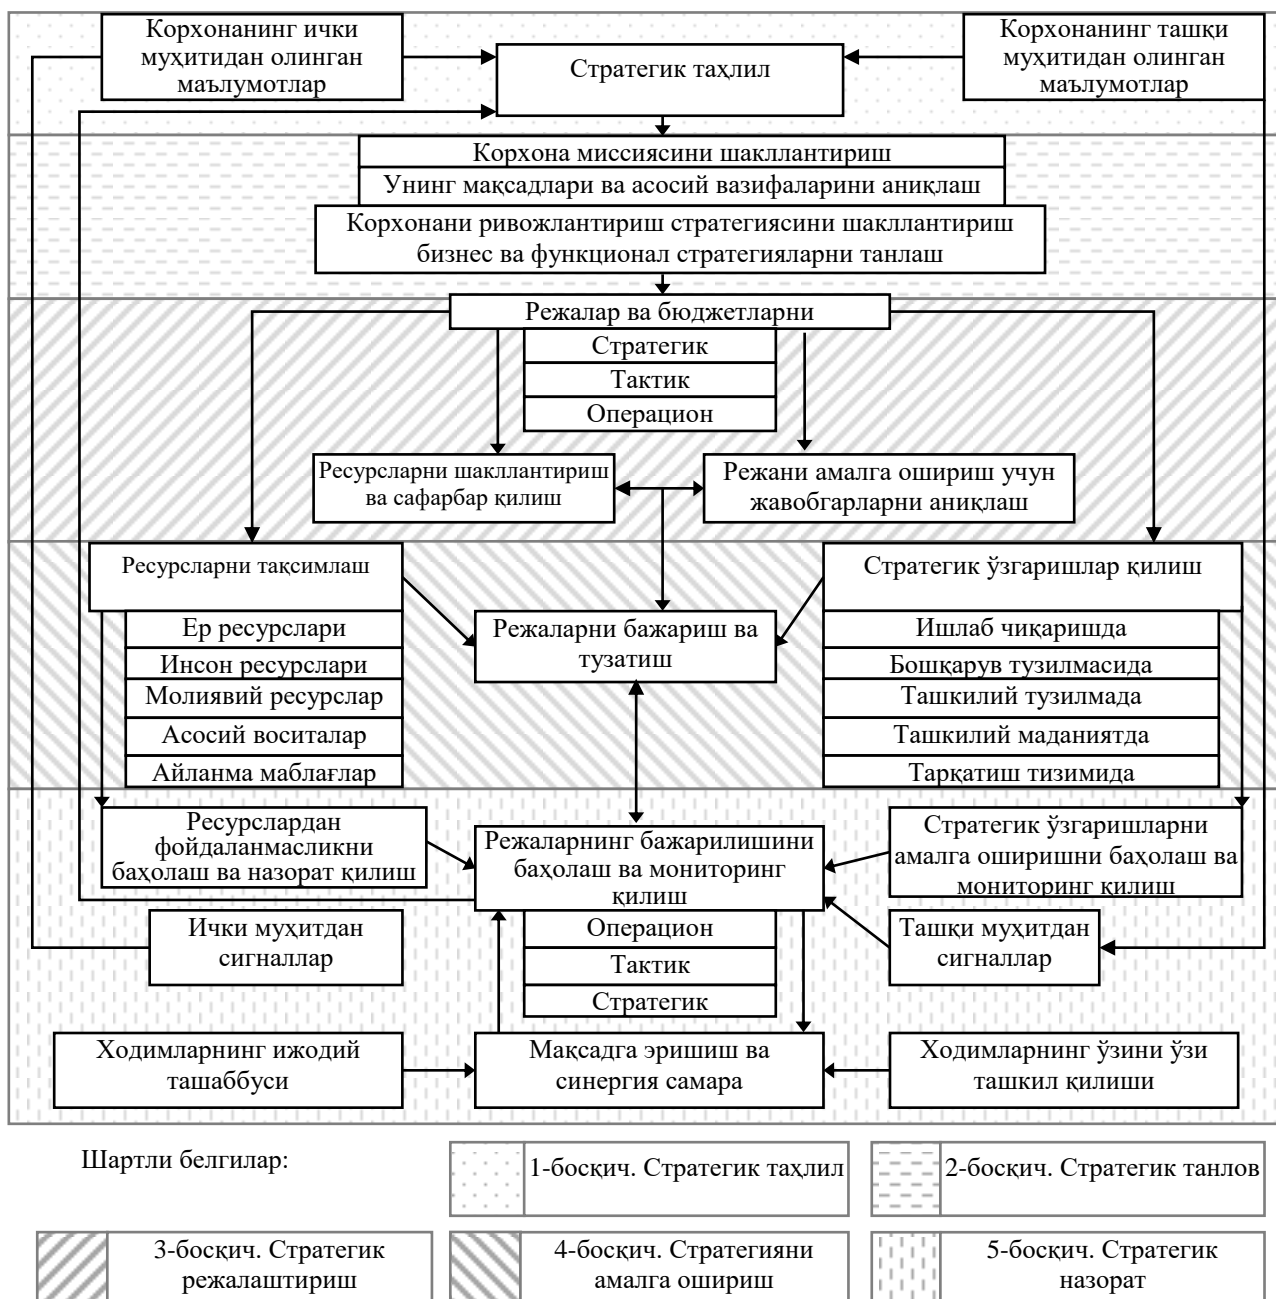 Корхонанинг ички
муҳитидан олинган
маълумотлар
Стратегик таҳлил
Корхонанинг ташқи
муҳитидан олинган
маълумотлар
Корхона миссиясини шакллантириш
Унинг мақсадлари ва асосий вазифаларини аниқлаш
Корхонани ривожлантириш стратегиясини шакллантириш
бизнес ва функционал стратегияларни танлаш
Режалар ва бюджетларни
Стратегик
Тактик
Операцион
Ресурсларни шакллантириш
ва сафарбар қилиш
Режани амалга ошириш учун
жавобгарларни аниқлаш
Ресурсларни тақсимлаш
Ер ресурслари
Инсон ресурслари
Молиявий ресурслар
Асосий воситалар
Айланма маблағлар
Режаларни бажариш ва
тузатиш
Стратегик ўзгаришлар қилиш
Ишлаб чиқаришда
Бошқарув тузилмасида
Ташкилий тузилмада
Ташкилий маданиятда
Тарқатиш тизимида
Ресурслардан
фойдаланмасликни
баҳолаш ва назорат қилиш
Режаларнинг бажарилишини
баҳолаш ва мониторинг
қилиш
Стратегик ўзгаришларни
амалга оширишни баҳолаш ва
мониторинг қилиш
Ички муҳитдан
сигналлар
Операцион
Тактик
Стратегик
Ташқи муҳитдан
сигналлар
Ходимларнинг ижодий
ташаббуси
Мақсадга эришиш ва
синергия самара
Ходимларнинг ўзини ўзи
ташкил қилиши
Шартли белгилар:
1-босқич. Стратегик таҳлил
2-босқич. Стратегик танлов
3-босқич. Стратегик
режалаштириш
4-босқич. Стратегияни
амалга ошириш
5-босқич. Стратегик
назорат